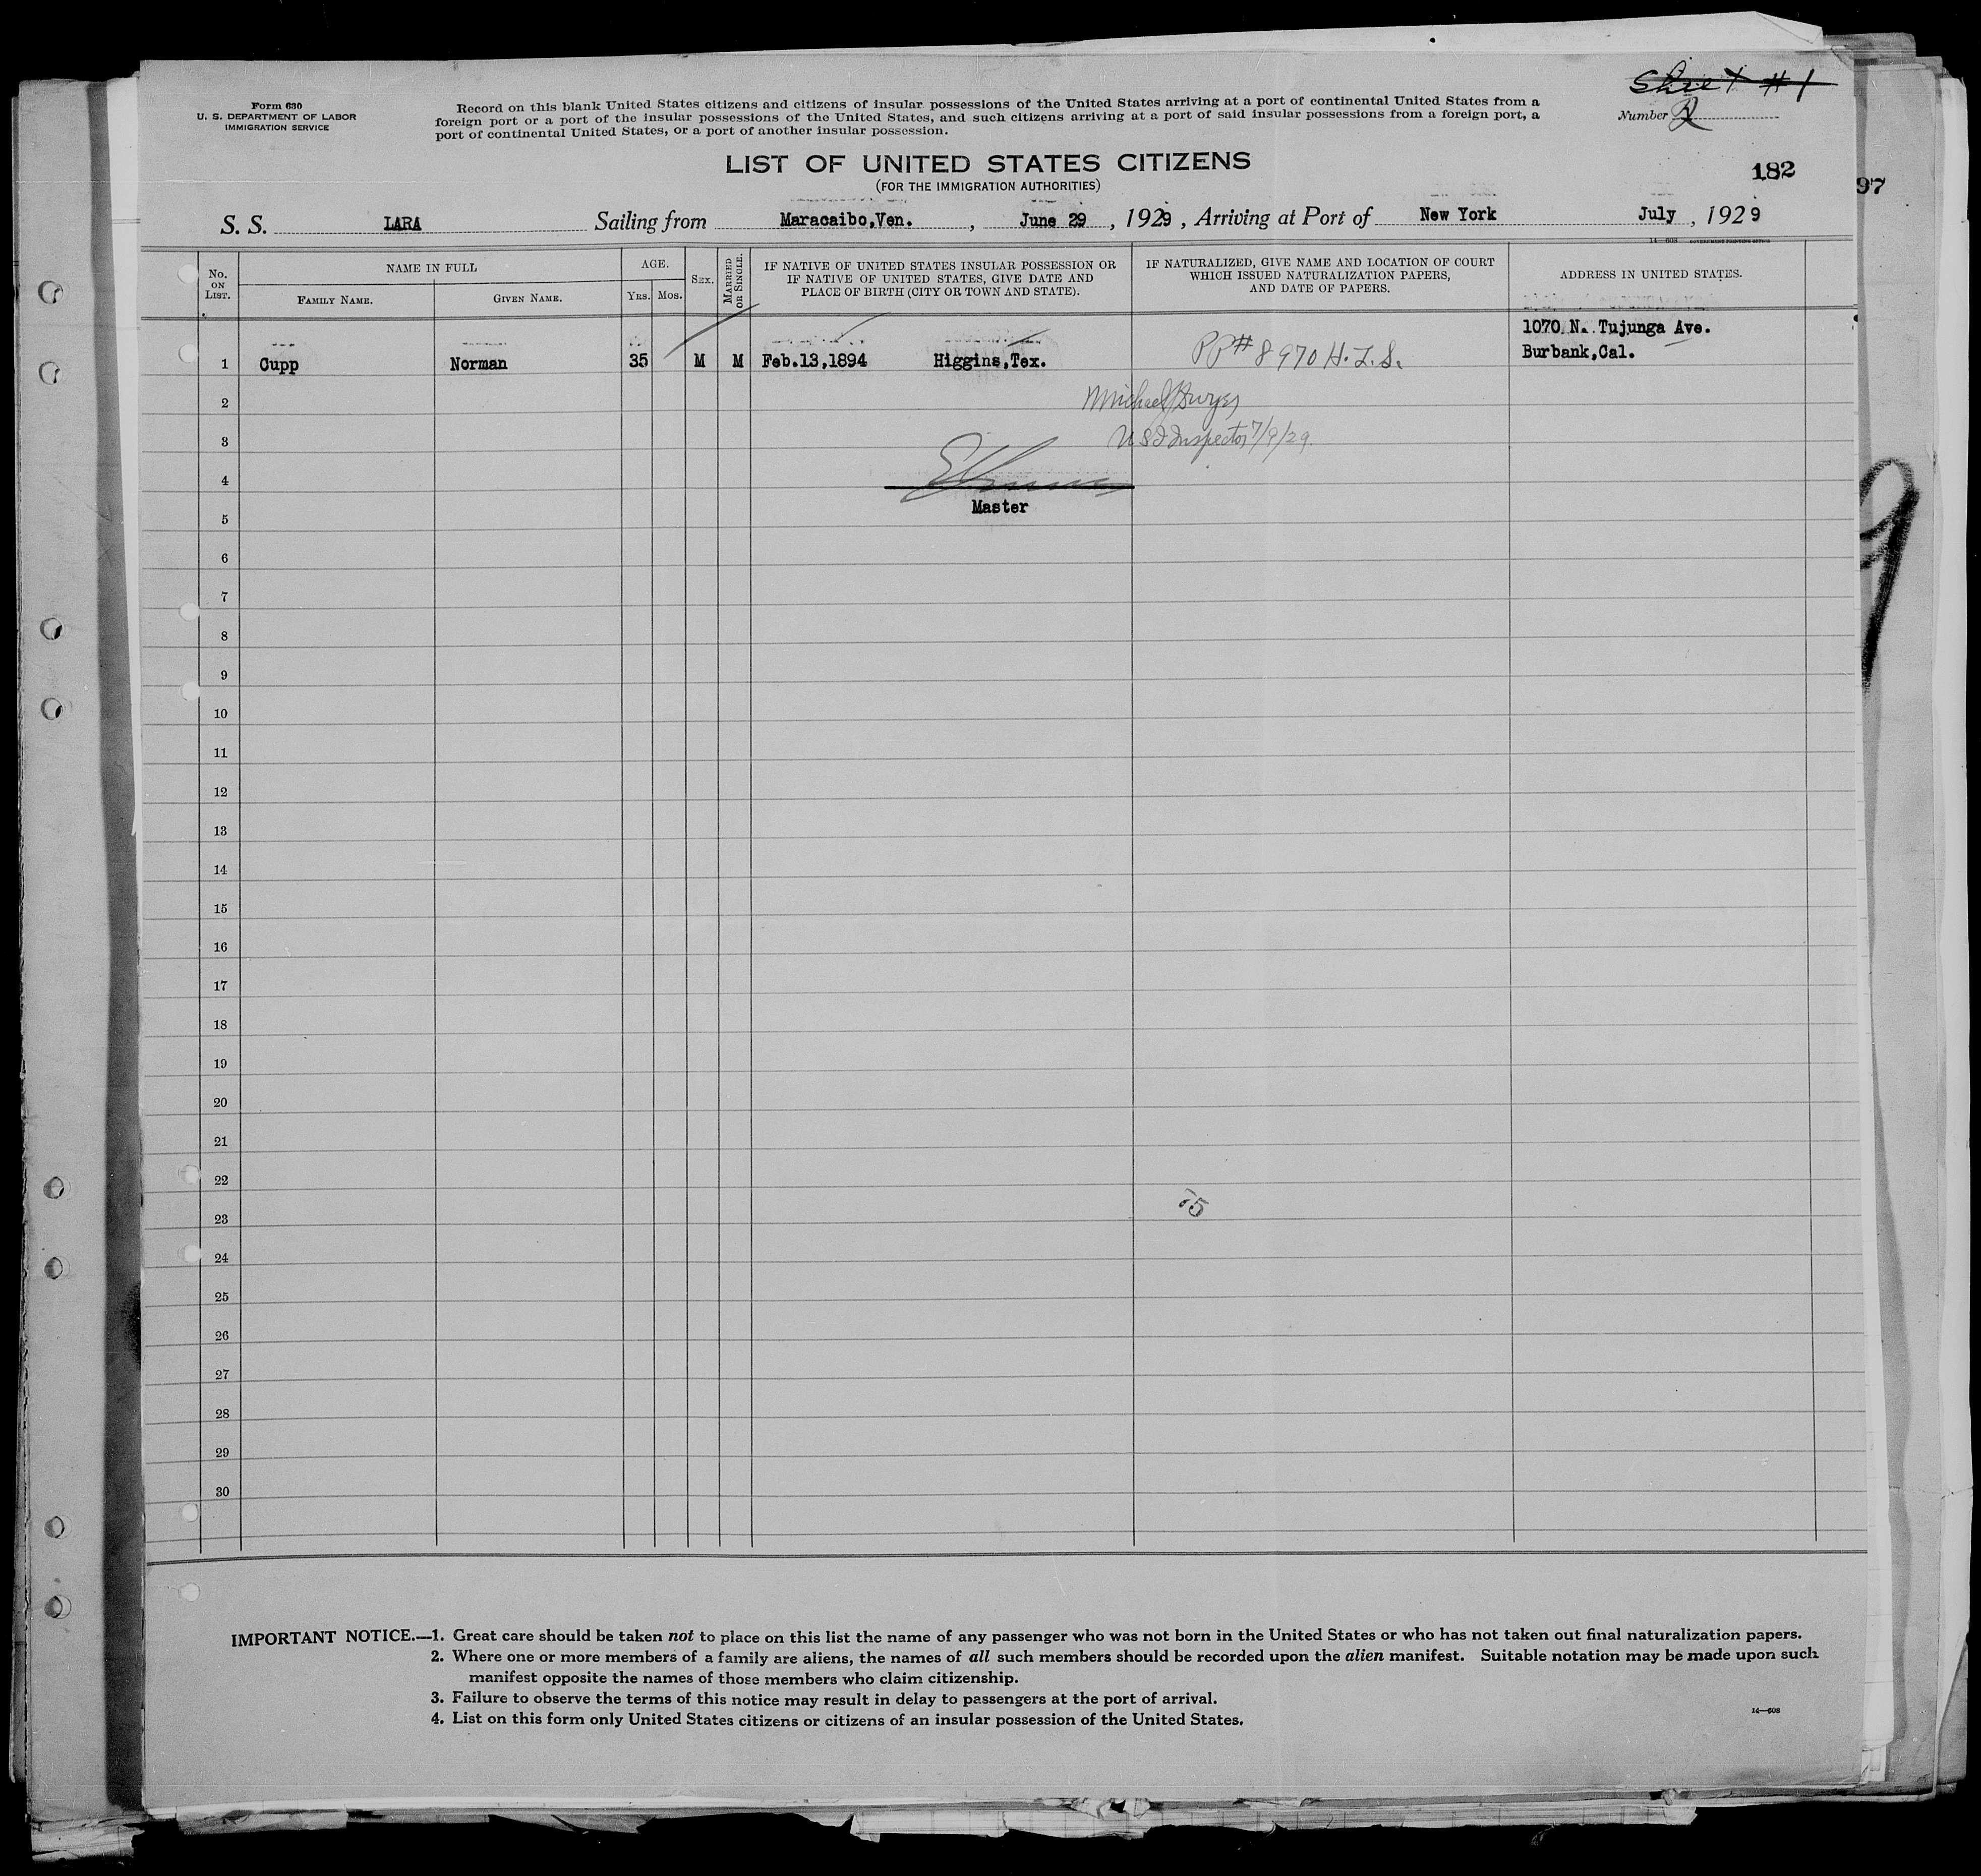 Sheet # 1
Form 630
U. S. DEPARTMENT OF LABOR
IMMIGRATION SERVICE
Record on this blank United States citizens and citizens of insular possessions of the United States arriving at a port of continental United States from a
foreign port or a port of the insular possessions of the United States, and such citizens arriving at a port of said insular possessions from a foreign port, a
port of continental United States, or a port of another insular possession.
Number
LIST OF UNITED STATES CITIZENS
(FOR THE IMMIGRATION AUTHORITIES)
182
97
S. S. LARA Sailing from Maracaibo,Ven. , June 29 , 1929 , Arriving at Port of New York July , 1929
14—608 GOVERNMENT PRINTING OFFICE
No. ON LIST.
NAME IN FULL
FAMILY NAME.
GIVEN NAME.
AGE.
YRS.
MOS.
SEX.
MARRIED OR SINGLE.
IF NATIVE OF UNITED STATES INSULAR POSSESSION OR
IF NATIVE OF UNITED STATES, GIVE DATE AND
PLACE OF BIRTH (CITY OR TOWN AND STATE).
IF NATURALIZED, GIVE NAME AND LOCATION OF COURT
WHICH ISSUED NATURALIZATION PAPERS,
AND DATE OF PAPERS.
ADDRESS IN UNITED STATES.
1 Cupp Norman 35 M M Feb.13,1894 Higgins,Tex. PP# 8970 H.L.S.
1070 N. Tujunga Ave.
Burbank,Cal.
2 Michael
3 U S I Inspector 7/9/29
4
Master
5
6
7
8
9
10
11
12
13
14
15
16
17
18
19
20
21
22
75
23
24
25
26
27
28
29
30
IMPORTANT NOTICE.—1. Great care should be taken not to place on this list the name of any passenger who was not born in the United States or who has not taken out final naturalization papers.
2. Where one or more members of a family are aliens, the names of all such members should be recorded upon the alien manifest. Suitable notation may be made upon such
manifest opposite the names of those members who claim citizenship.
3. Failure to observe the terms of this notice may result in delay to passengers at the port of arrival.
4. List on this form only United States citizens or citizens of an insular possession of the United States.
14—608